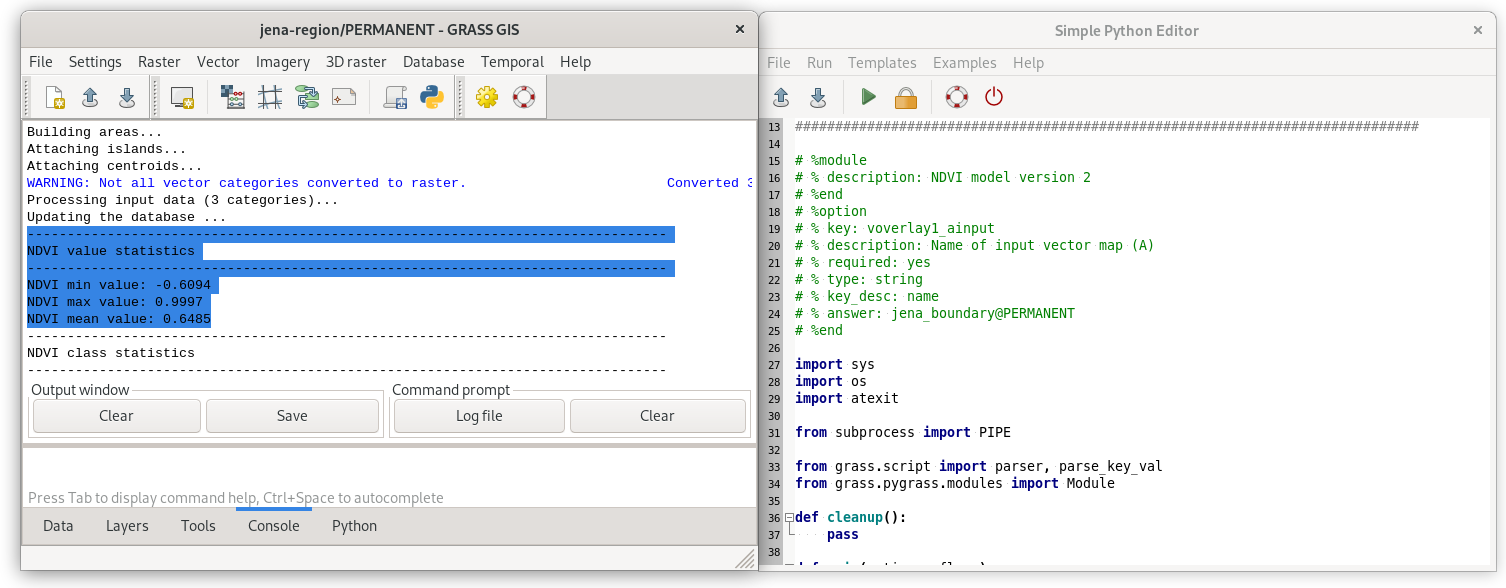 jena-region/PERMANENT - GRASS GIS
File Settings Raster Vector Imagery 3D raster Database Temporal Help
Building areas...
Attaching islands...
Attaching centroids...
WARNING: Not all vector categories converted to raster. Converted 3
Processing input data (3 categories)...
Updating the database ...
--------------------------------------------------------------------------------
NDVI value statistics
--------------------------------------------------------------------------------
NDVI min value: -0.6094
NDVI max value: 0.9997
NDVI mean value: 0.6485
--------------------------------------------------------------------------------
NDVI class statistics
--------------------------------------------------------------------------------
Output window
Clear Save
Command prompt
Log file Clear
Press Tab to display command help, Ctrl+Space to autocomplete
Data Layers Tools Console Python
Simple Python Editor
File Run Templates Examples Help
13 ##############################################################################
14
15 # %module
16 # % description: NDVI model version 2
17 # %end
18 # %option
19 # % key: voverlay1_ainput
20 # % description: Name of input vector map (A)
21 # % required: yes
22 # % type: string
23 # % key_desc: name
24 # % answer: jena_boundary@PERMANENT
25 # %end
26
27 import sys
28 import os
29 import atexit
30
31 from subprocess import PIPE
32
33 from grass.script import parser, parse_key_val
34 from grass.pygrass.modules import Module
35
36 def cleanup():
37 pass
38